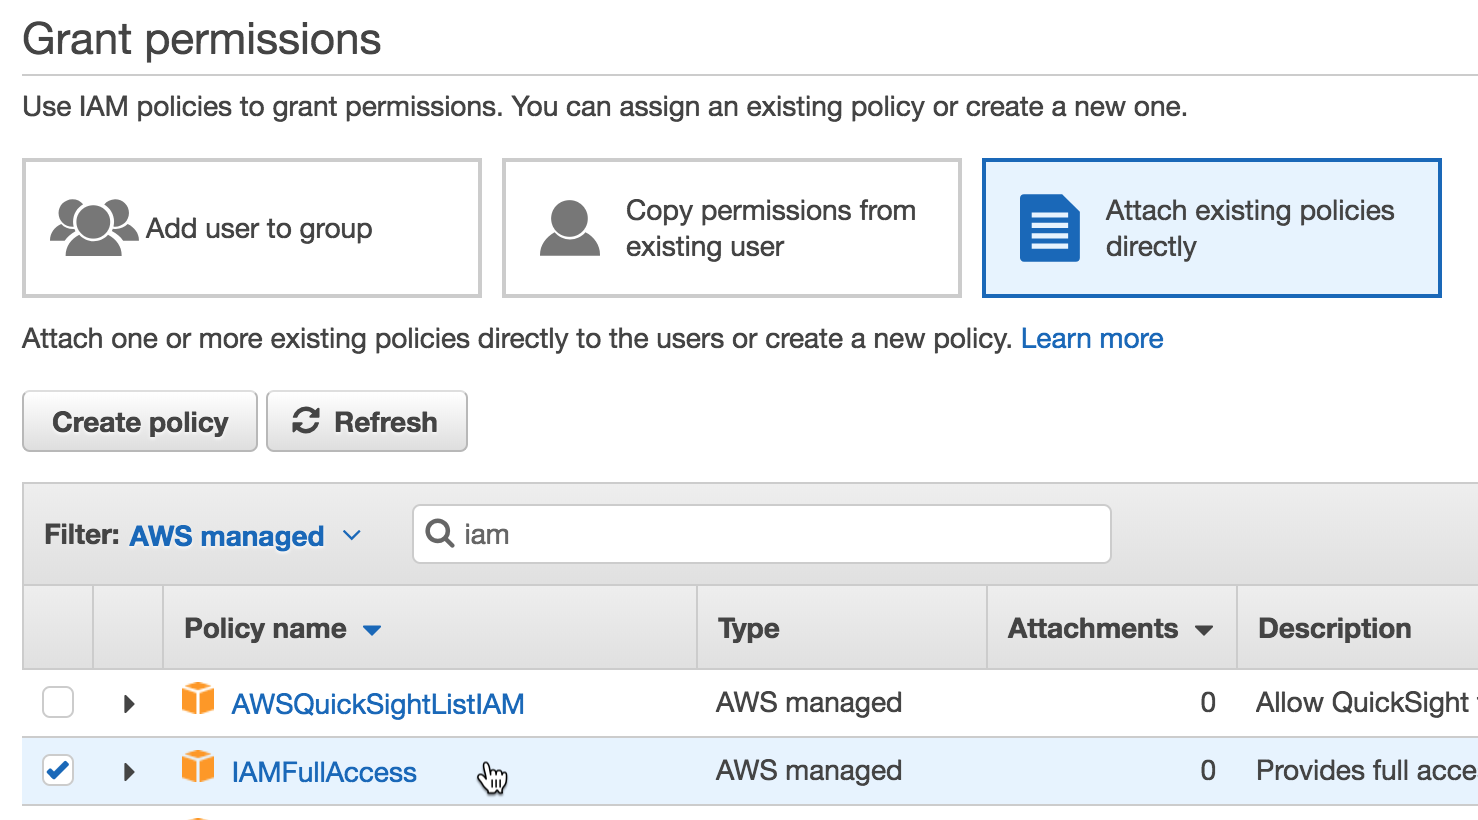 Grant permissions
Use IAM policies to grant permissions. You can assign an existing policy or create a new one.
Add user to group
Copy permissions from
existing user
Attach existing policies
directly
Attach one or more existing policies directly to the users or create a new policy. Learn more
Create policy
Refresh
Filter: AWS managed
iam
Policy name
Type
Attachments
Description
AWSQuickSightListIAM
AWS managed
0
Allow QuickSight
IAMFullAccess
AWS managed
0
Provides full acce